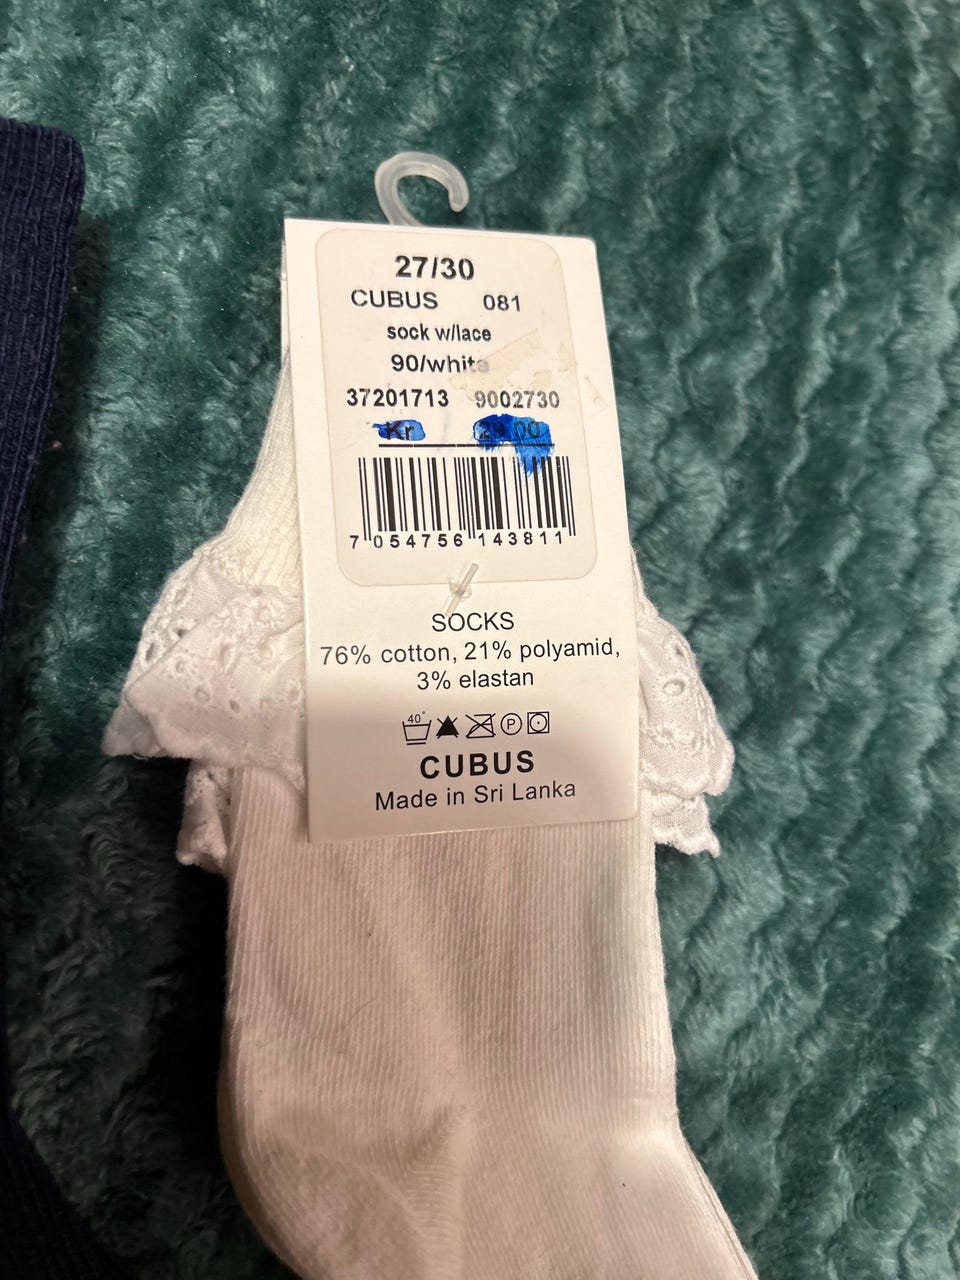 27/30
CUBUS 081
sock w/lace
90/white
37201713 9002730
Kr
7 054756 143811
SOCKS
76% cotton, 21% polyamid,
3% elastan
40° P
CUBUS
Made in Sri Lanka